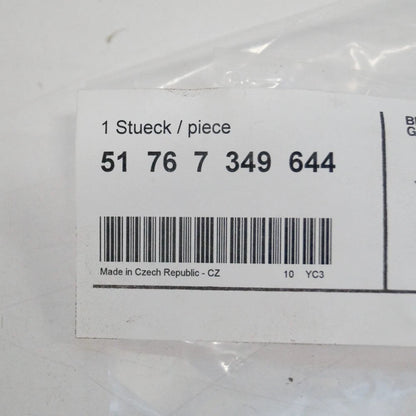 1 Stueck / piece
51 76 7 349 644
Made in Czech Republic - CZ 10 YC3